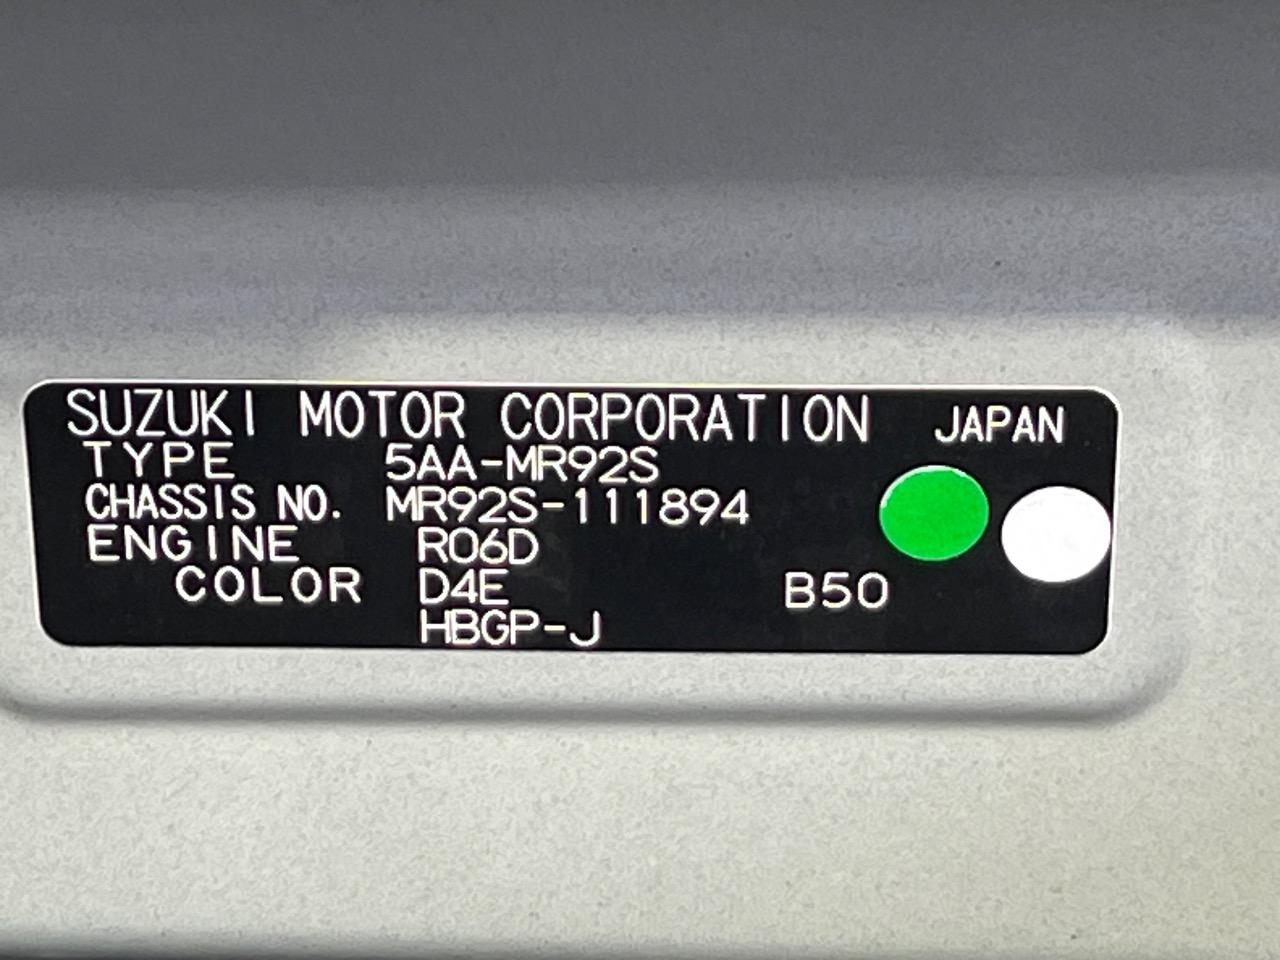 SUZUKI MOTOR CORPORATION JAPAN
TYPE 5AA-MR92S
CHASSIS NO. MR92S-111894
ENGINE R06D
COLOR D4E B50
HBGP-J